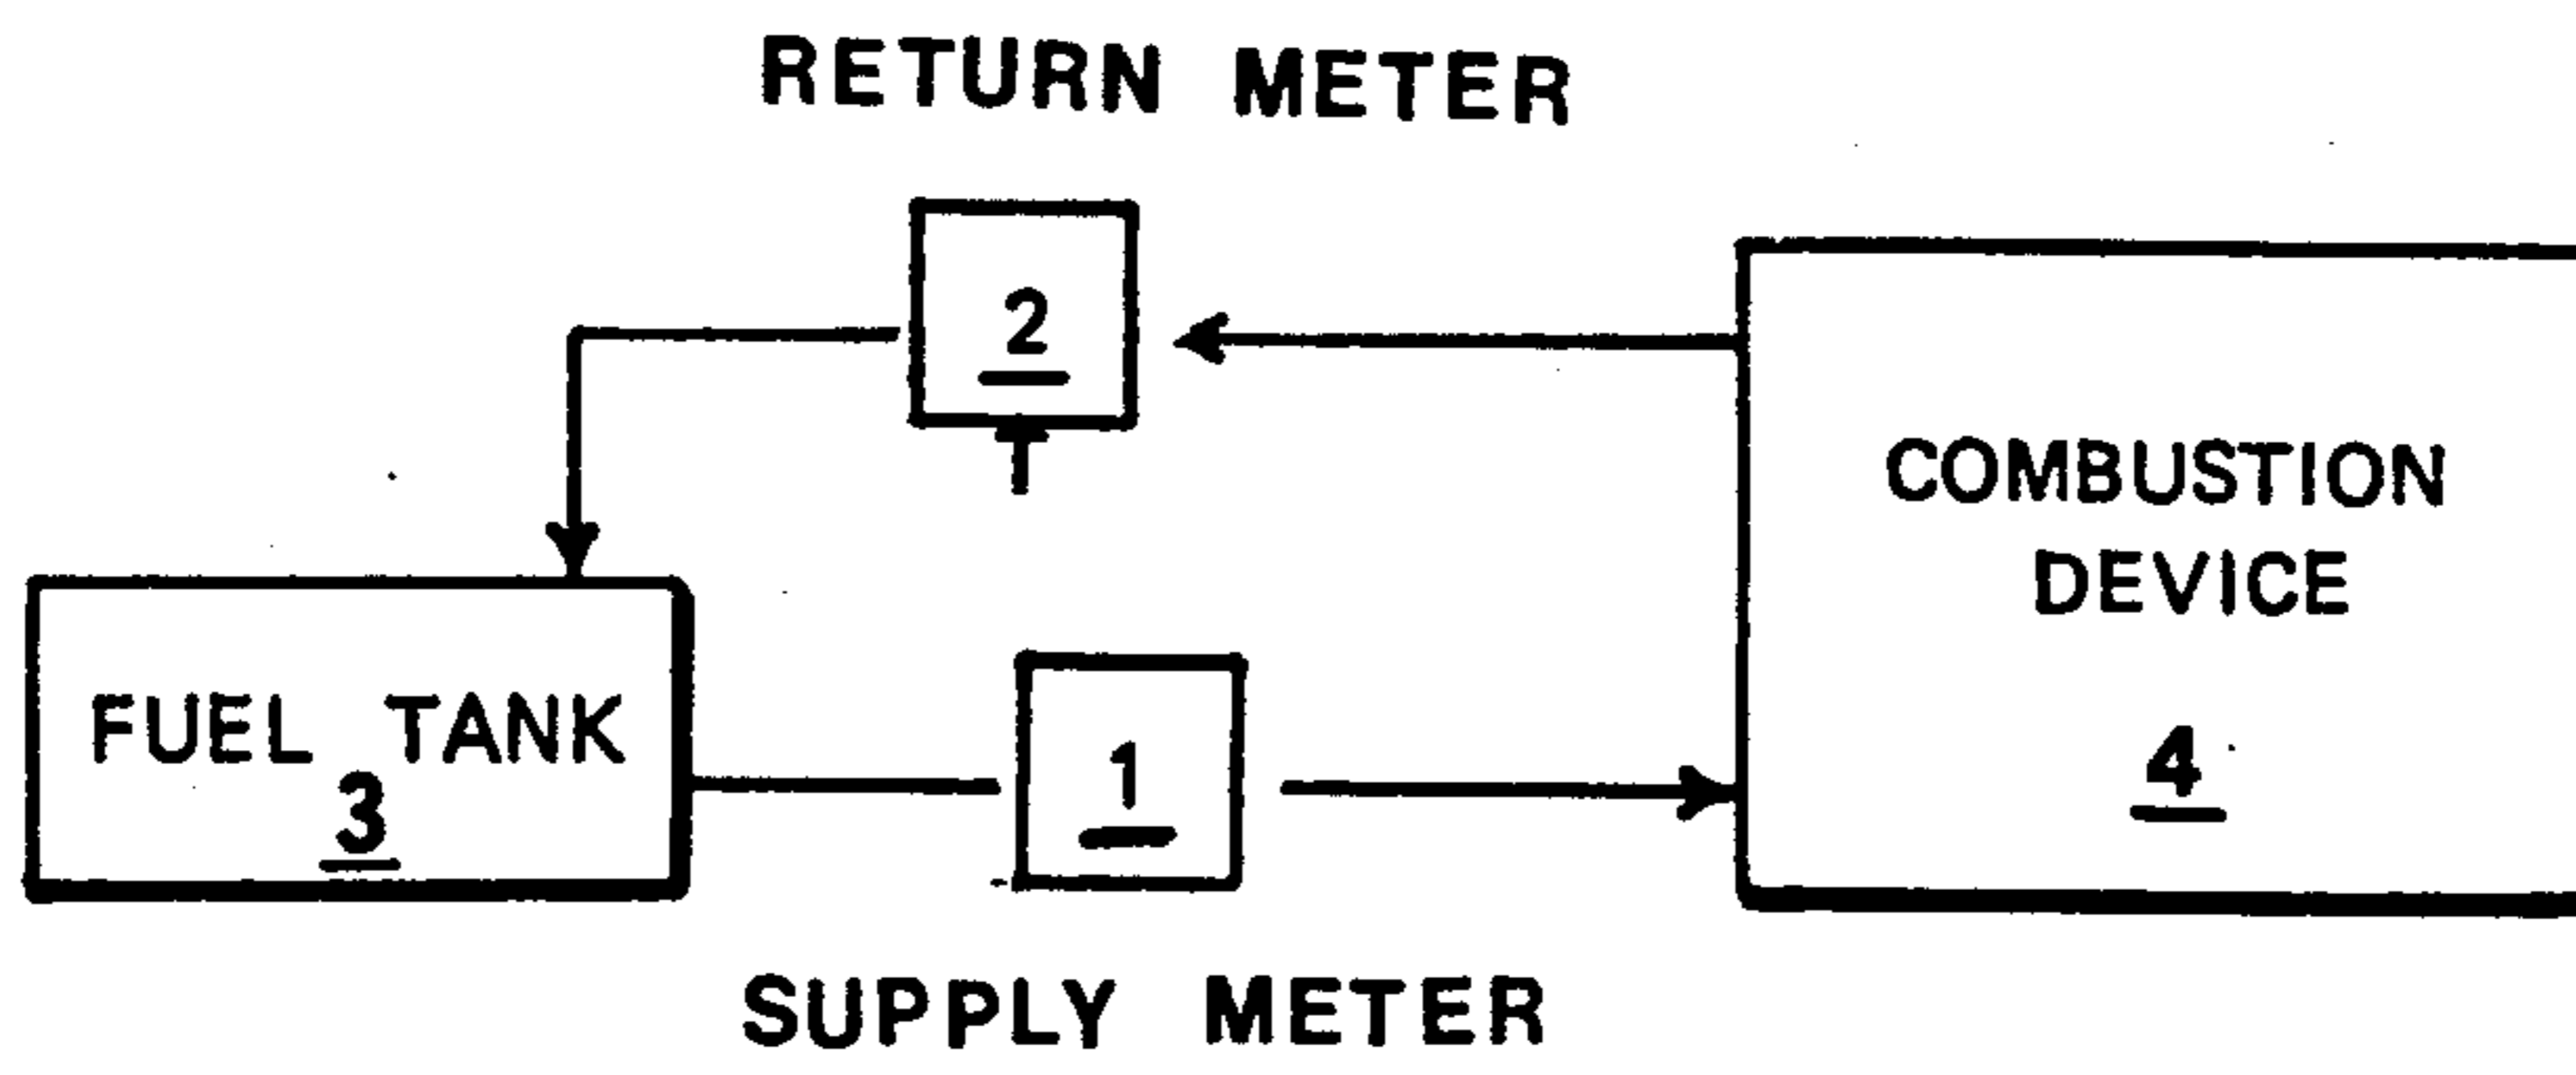 RETURN METER
2
COMBUSTION
DEVICE
4
FUEL TANK
3
1
SUPPLY METER